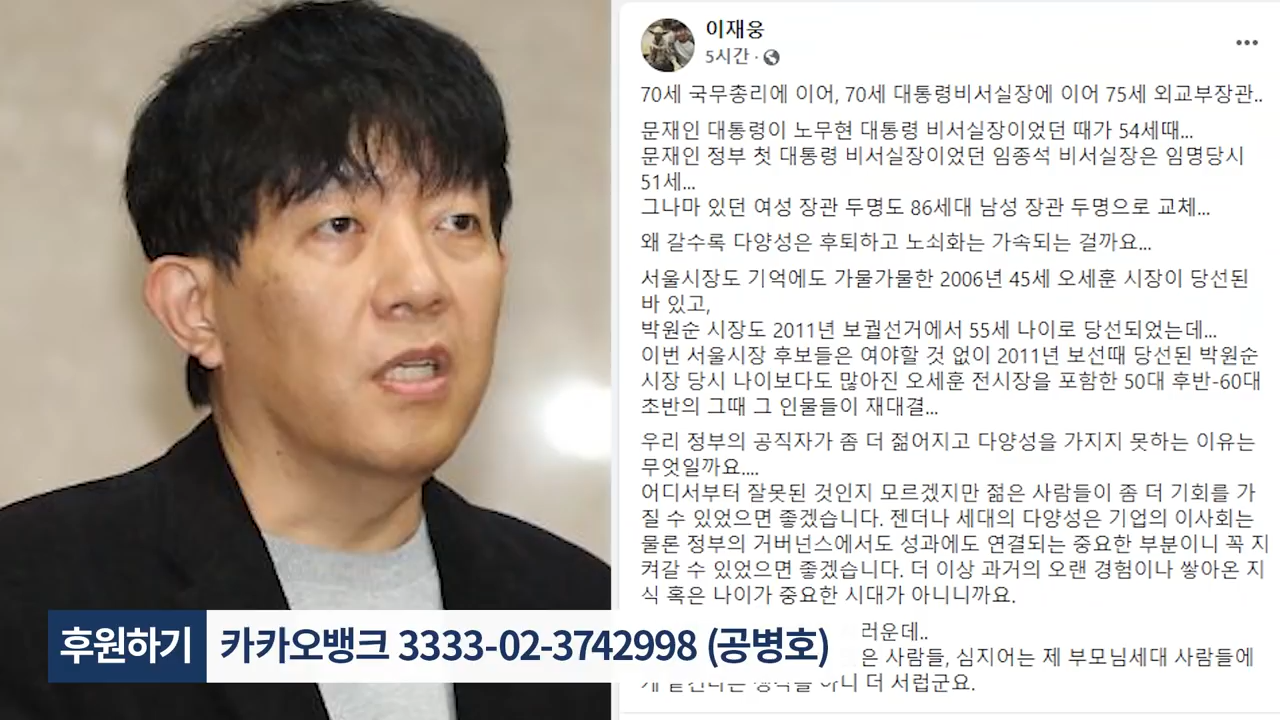 이재웅
5시간 ·
70세 국무총리에 이어, 70세 대통령비서실장에 이어 75세 외교부장관..
문재인 대통령이 노무현 대통령 비서실장이었던 때가 54세때...
문재인 정부 첫 대통령 비서실장이었던 임종석 비서실장은 임명당시
51세...
그나마 있던 여성 장관 두명도 86세대 남성 장관 두명으로 교체...
왜 갈수록 다양성은 후퇴하고 노쇠화는 가속되는 걸까요...
서울시장도 기억에도 가물가물한 2006년 45세 오세훈 시장이 당선된
바 있고,
박원순 시장도 2011년 보궐선거에서 55세 나이로 당선되었는데...
이번 서울시장 후보들은 여야할 것 없이 2011년 보선때 당선된 박원순
시장 당시 나이보다도 많아진 오세훈 전시장을 포함한 50대 후반-60대
초반의 그때 그 인물들이 재대결...
우리 정부의 공직자가 좀 더 젊어지고 다양성을 가지지 못하는 이유는
무엇일까요....
어디서부터 잘못된 것인지 모르겠지만 젊은 사람들이 좀 더 기회를 가
질 수 있었으면 좋겠습니다. 젠더나 세대의 다양성은 기업의 이사회는
물론 정부의 거버넌스에서도 성과에도 연결되는 중요한 부분이니 꼭 지
켜갈 수 있었으면 좋겠습니다. 더 이상 과거의 오랜 경험이나 쌓아온 지
식 혹은 나이가 중요한 시대가 아니니까요.
러운데..
은 사람들, 심지어는 제 부모님세대 사람들에
더 서럽군요.
후원하기 카카오뱅크 3333-02-3742998 (공병호)